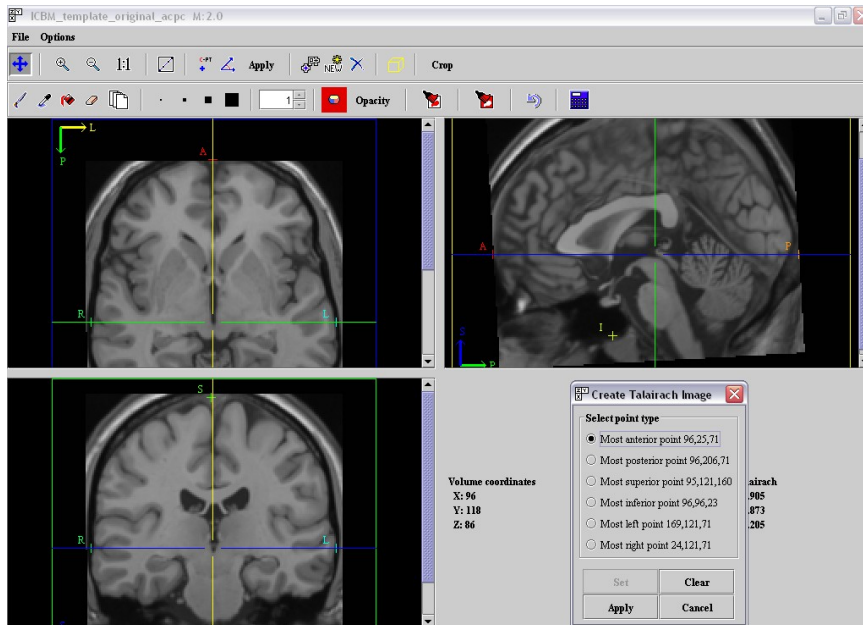 ICBM_template_original_acpc M:2.0
File Options
1:1
C-PT
Apply
NEW
Crop
1
Opacity
L
P
A
R
L
A
P
I
S
P
S
R
L
Volume coordinates
X: 96
Y: 118
Z: 86
Create Talairach Image
Select point type
Most anterior point 96,25,71
Most posterior point 96,206,71
Most superior point 95,121,160
Most inferior point 96,96,23
Most left point 169,121,71
Most right point 24,121,71
Set Clear
Apply Cancel
airach
.905
.873
.205